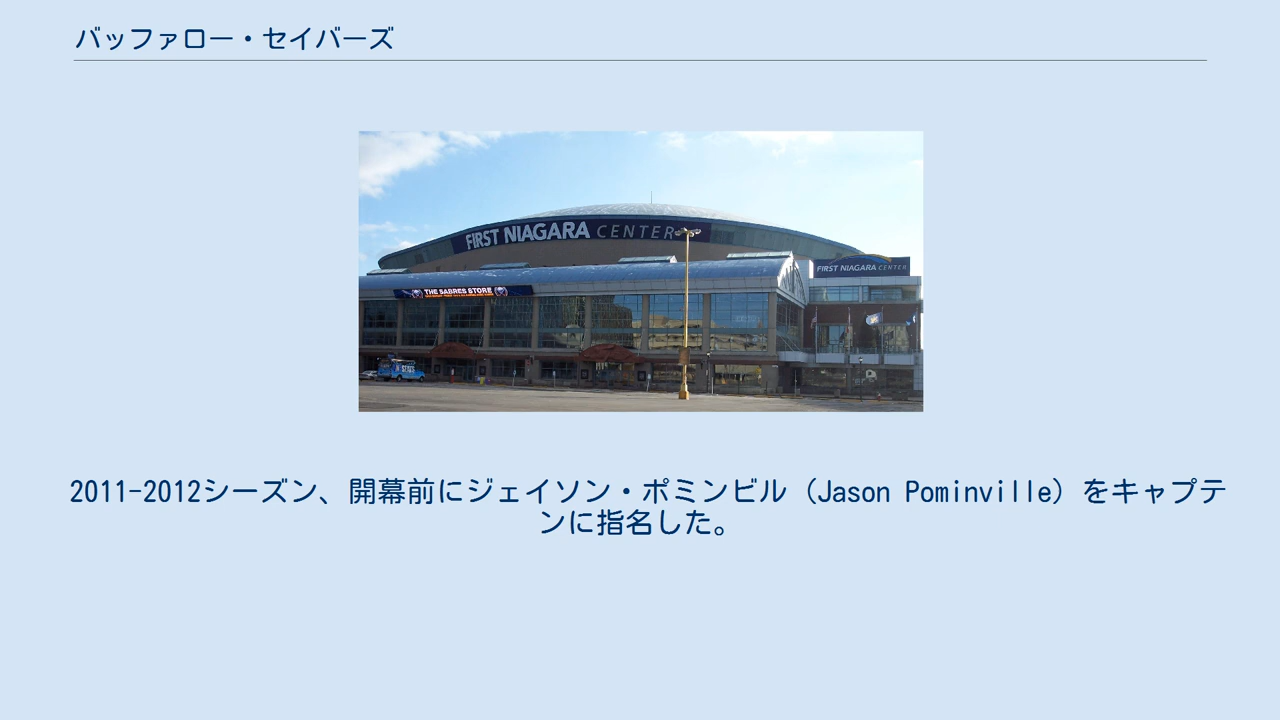 バッファロー・セイバーズ
FIRST NIAGARA CENTER
FIRST NIAGARA CENTER
THE SABRES STORE
2011-2012シーズン、開幕前にジェイソン・ポミンビル（Jason Pominville）をキャプテ
ンに指名した。